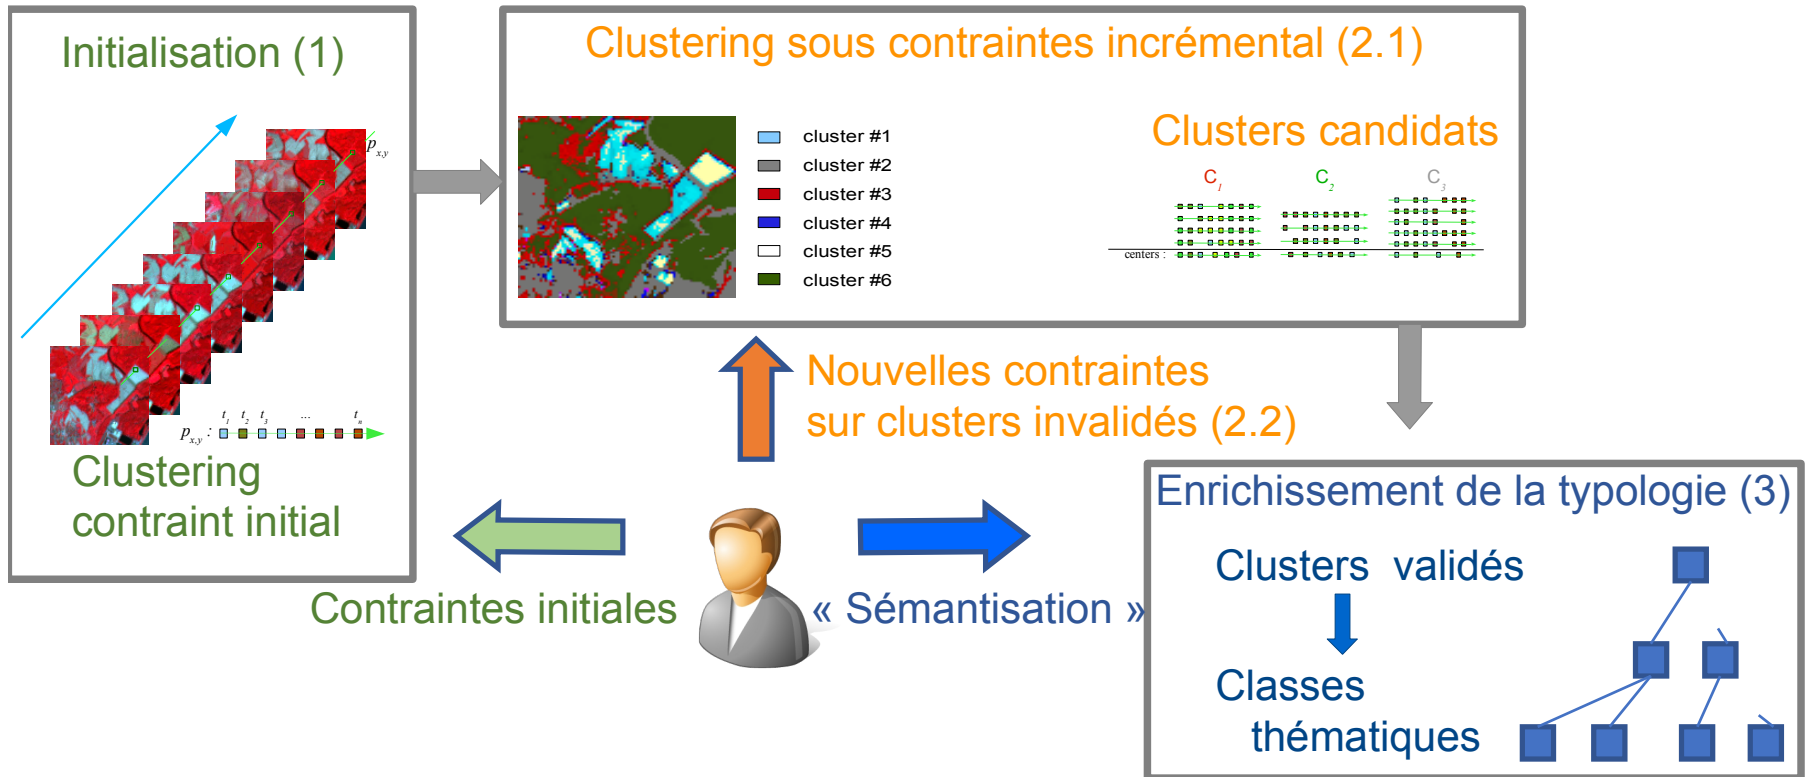 Initialisation (1)
p x,y
t1 t2 t3 ... tn
p x,y :
Clustering
contraint initial
Clustering sous contraintes incrémental (2.1)
cluster #1
cluster #2
cluster #3
cluster #4
cluster #5
cluster #6
Clusters candidats
C1 C2 C3
centers :
Nouvelles contraintes
sur clusters invalidés (2.2)
Contraintes initiales
« Sémantisation »
Enrichissement de la typologie (3)
Clusters validés
Classes
thématiques